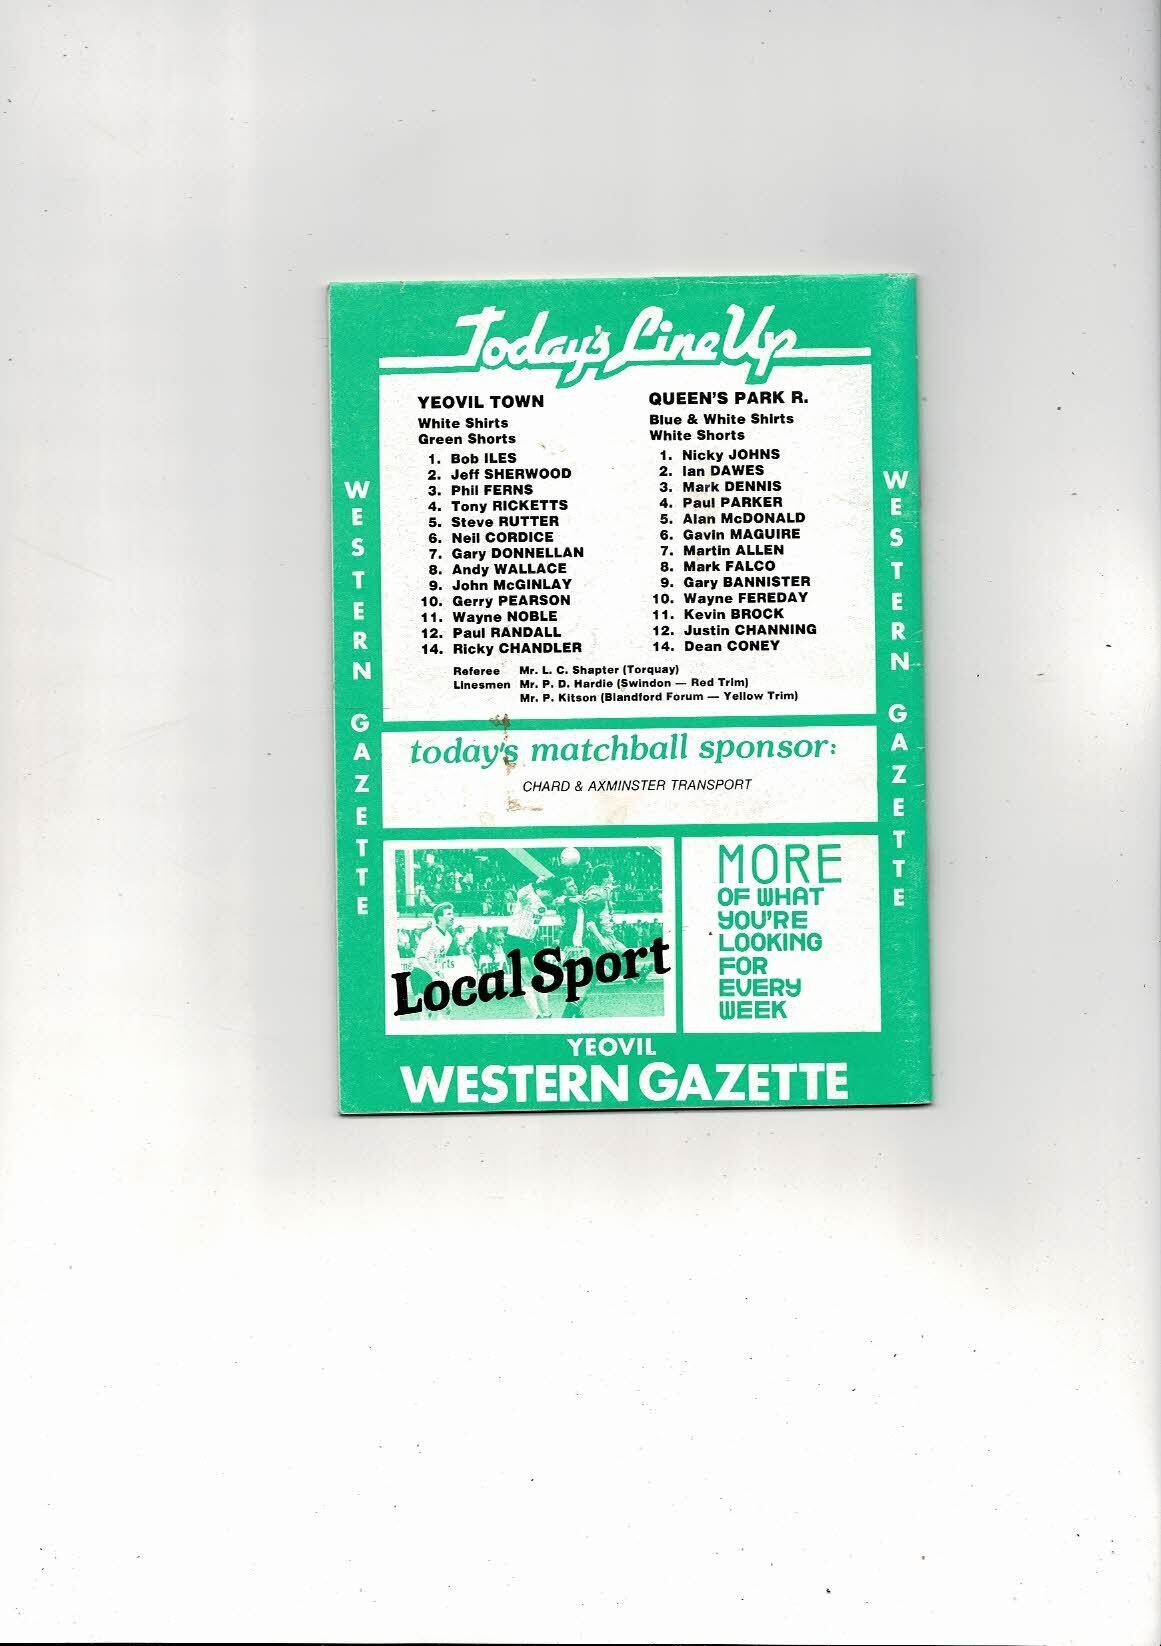 Today's Line Up
YEOVIL TOWN
White Shirts
Green Shorts
1. Bob ILES
2. Jeff SHERWOOD
3. Phil FERNS
4. Tony RICKETTS
5. Steve RUTTER
6. Neil CORDICE
7. Gary DONNELLAN
8. Andy WALLACE
9. John McGINLAY
10. Gerry PEARSON
11. Wayne NOBLE
12. Paul RANDALL
14. Ricky CHANDLER
QUEEN'S PARK R.
Blue & White Shirts
White Shorts
1. Nicky JOHNS
2. Ian DAWES
3. Mark DENNIS
4. Paul PARKER
5. Alan McDONALD
6. Gavin MAGUIRE
7. Martin ALLEN
8. Mark FALCO
9. Gary BANNISTER
10. Wayne FEREDAY
11. Kevin BROCK
12. Justin CHANNING
14. Dean CONEY
Referee Mr. L. C. Shapter (Torquay)
Linesmen Mr. P. D. Hardie (Swindon — Red Trim)
Mr. P. Kitson (Blandford Forum — Yellow Trim)
today's matchball sponsor:
CHARD & AXMINSTER TRANSPORT
Local Sport
MORE
OF WHAT
YOU'RE
LOOKING
FOR
EVERY
WEEK
YEOVIL
WESTERN GAZETTE
WESTERN GAZETTE
WESTERN GAZETTE